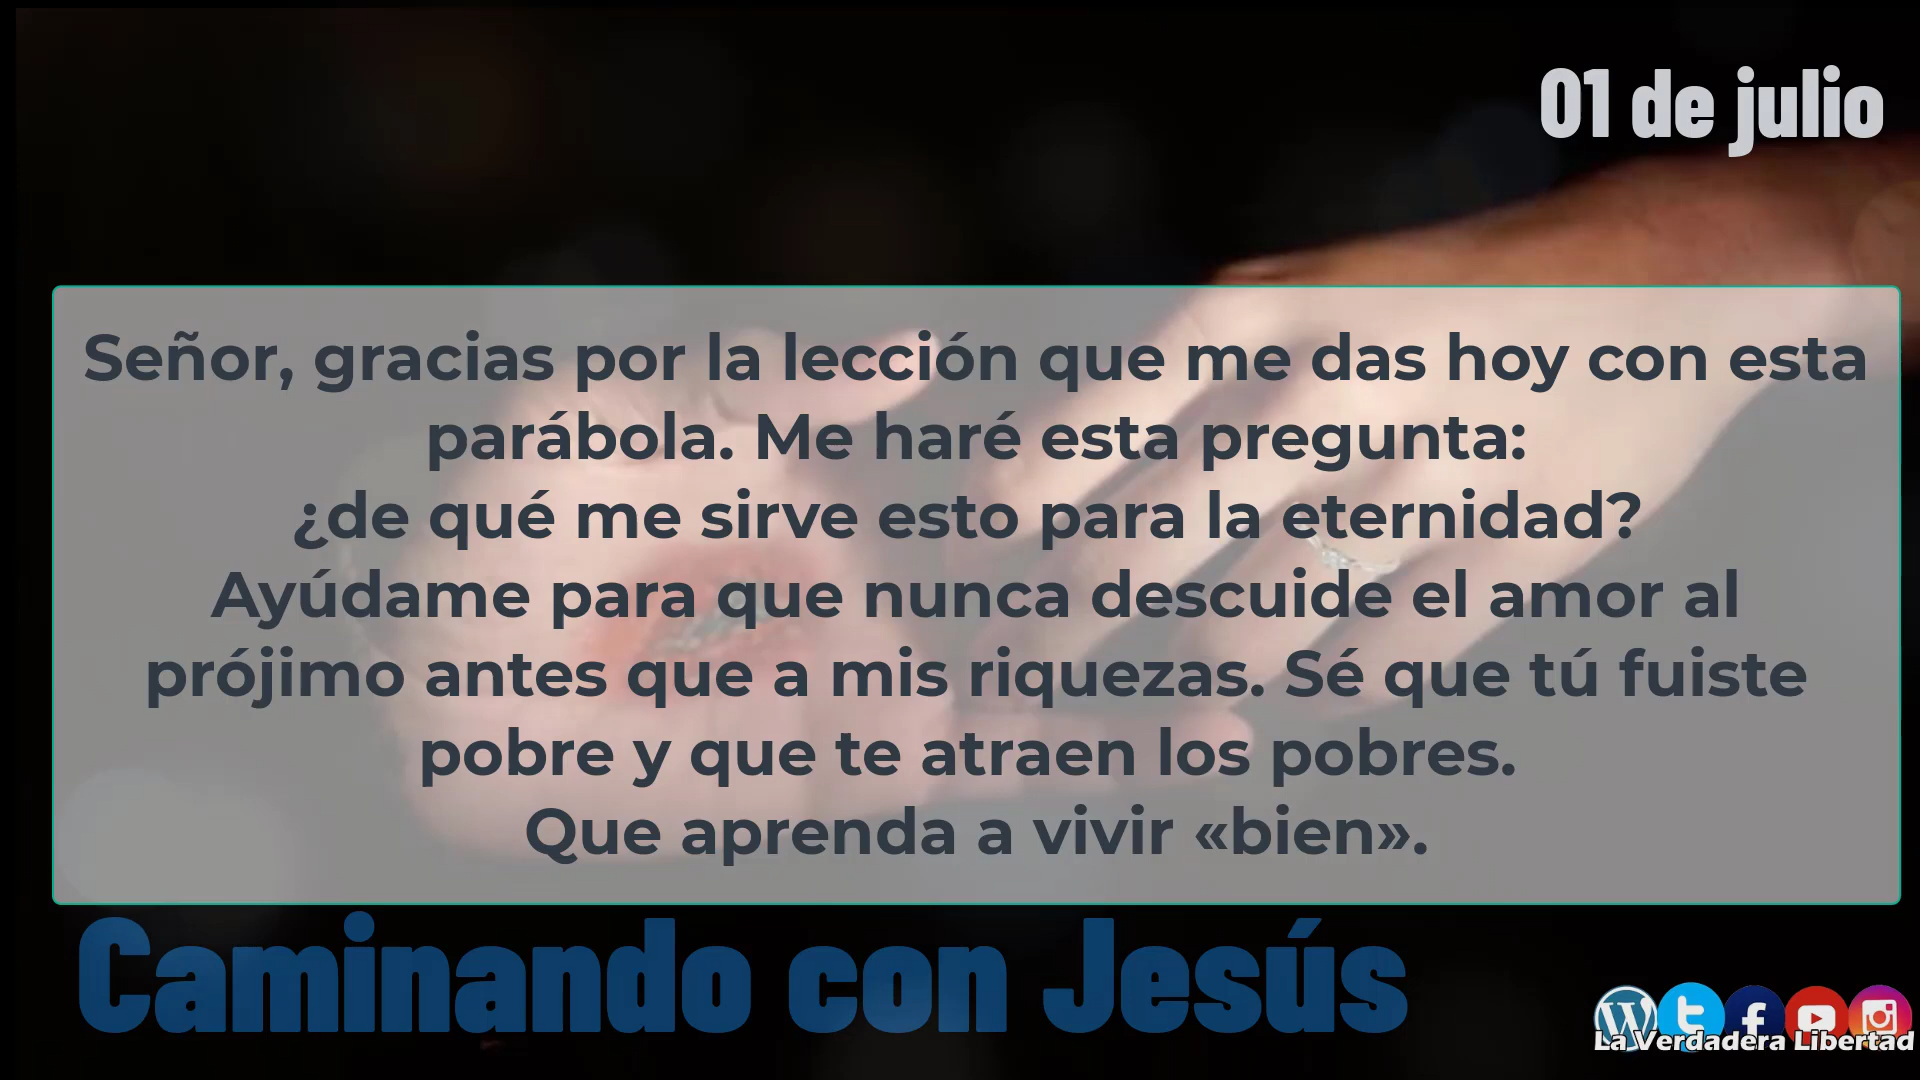 01 de julio
Señor, gracias por la lección que me das hoy con esta
parábola. Me haré esta pregunta:
¿de qué me sirve esto para la eternidad?
Ayúdame para que nunca descuide el amor al
prójimo antes que a mis riquezas. Sé que tú fuiste
pobre y que te atraen los pobres.
Que aprenda a vivir «bien».
Caminando con Jesús
La Verdadera Libertad